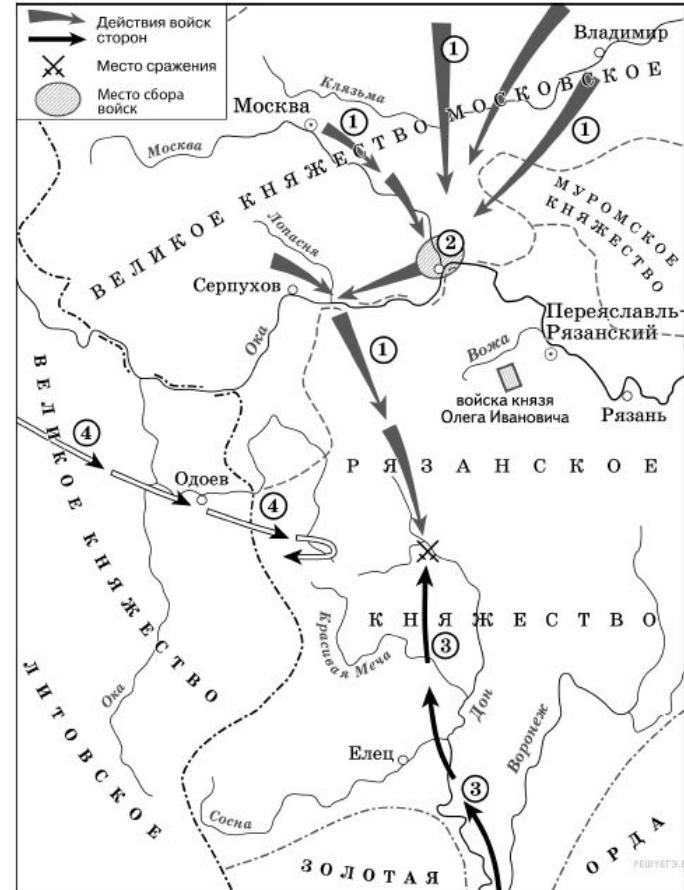 Действия войск
сторон
Место сражения
Место сбора
войск
Владимир
Клязьма
Москва
Москва
1
1
1
ВЕЛИКОЕ КНЯЖЕСТВО МОСКОВСКОЕ
МУРОМСКОЕ
КНЯЖЕСТВО
Лопасня
2
Серпухов
Ока
1
Переяславль-
Рязанский
Вожа
войска князя
Олега Ивановича
Рязань
4
Одоев
4
РЯЗАНСКОЕ
КНЯЖЕСТВО
Красивая Меча
3
Дон
Воронеж
Елец
3
Сосна
Ока
ВЕЛИКОЕ КНЯЖЕСТВО
ЛИТОВСКОЕ
ЗОЛОТАЯ
ОРДА